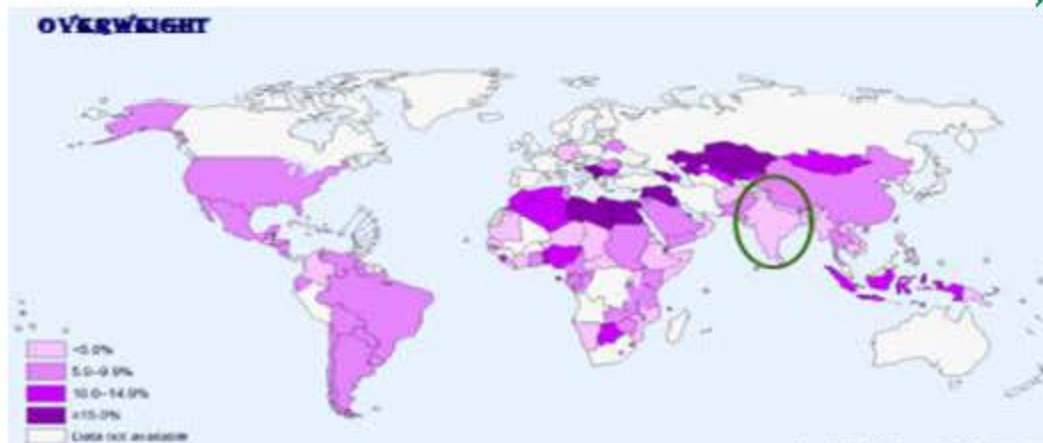 OVERWEIGHT
<5.0%
5.0–9.9%
10.0–14.9%
≥15.0%
Data not available